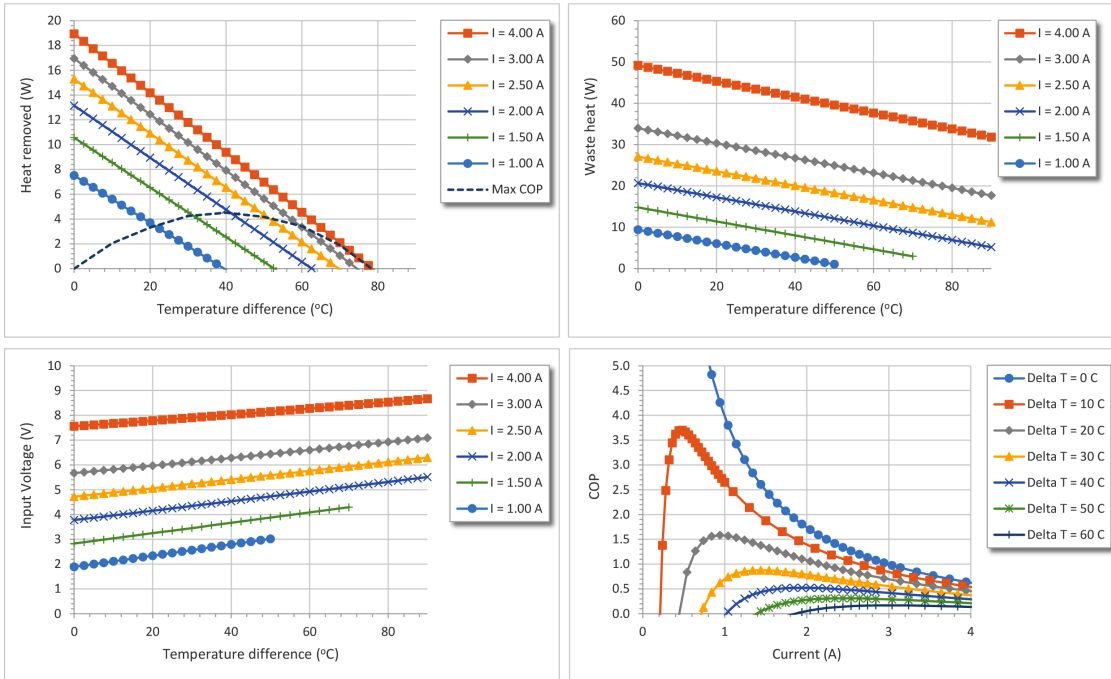 20
18
16
14
12
10
8
6
4
2
0
Heat removed (W)
0
20
40
60
80
Temperature difference (°C)
I = 4.00 A
I = 3.00 A
I = 2.50 A
I = 2.00 A
I = 1.50 A
I = 1.00 A
Max COP
60
50
40
30
20
10
0
Waste heat (W)
0
20
40
60
80
Temperature difference (°C)
I = 4.00 A
I = 3.00 A
I = 2.50 A
I = 2.00 A
I = 1.50 A
I = 1.00 A
10
9
8
7
6
5
4
3
2
1
0
Input Voltage (V)
0
20
40
60
80
Temperature difference (°C)
I = 4.00 A
I = 3.00 A
I = 2.50 A
I = 2.00 A
I = 1.50 A
I = 1.00 A
5.0
4.5
4.0
3.5
3.0
2.5
2.0
1.5
1.0
0.5
0.0
COP
0
1
2
3
4
Current (A)
Delta T = 0 C
Delta T = 10 C
Delta T = 20 C
Delta T = 30 C
Delta T = 40 C
Delta T = 50 C
Delta T = 60 C